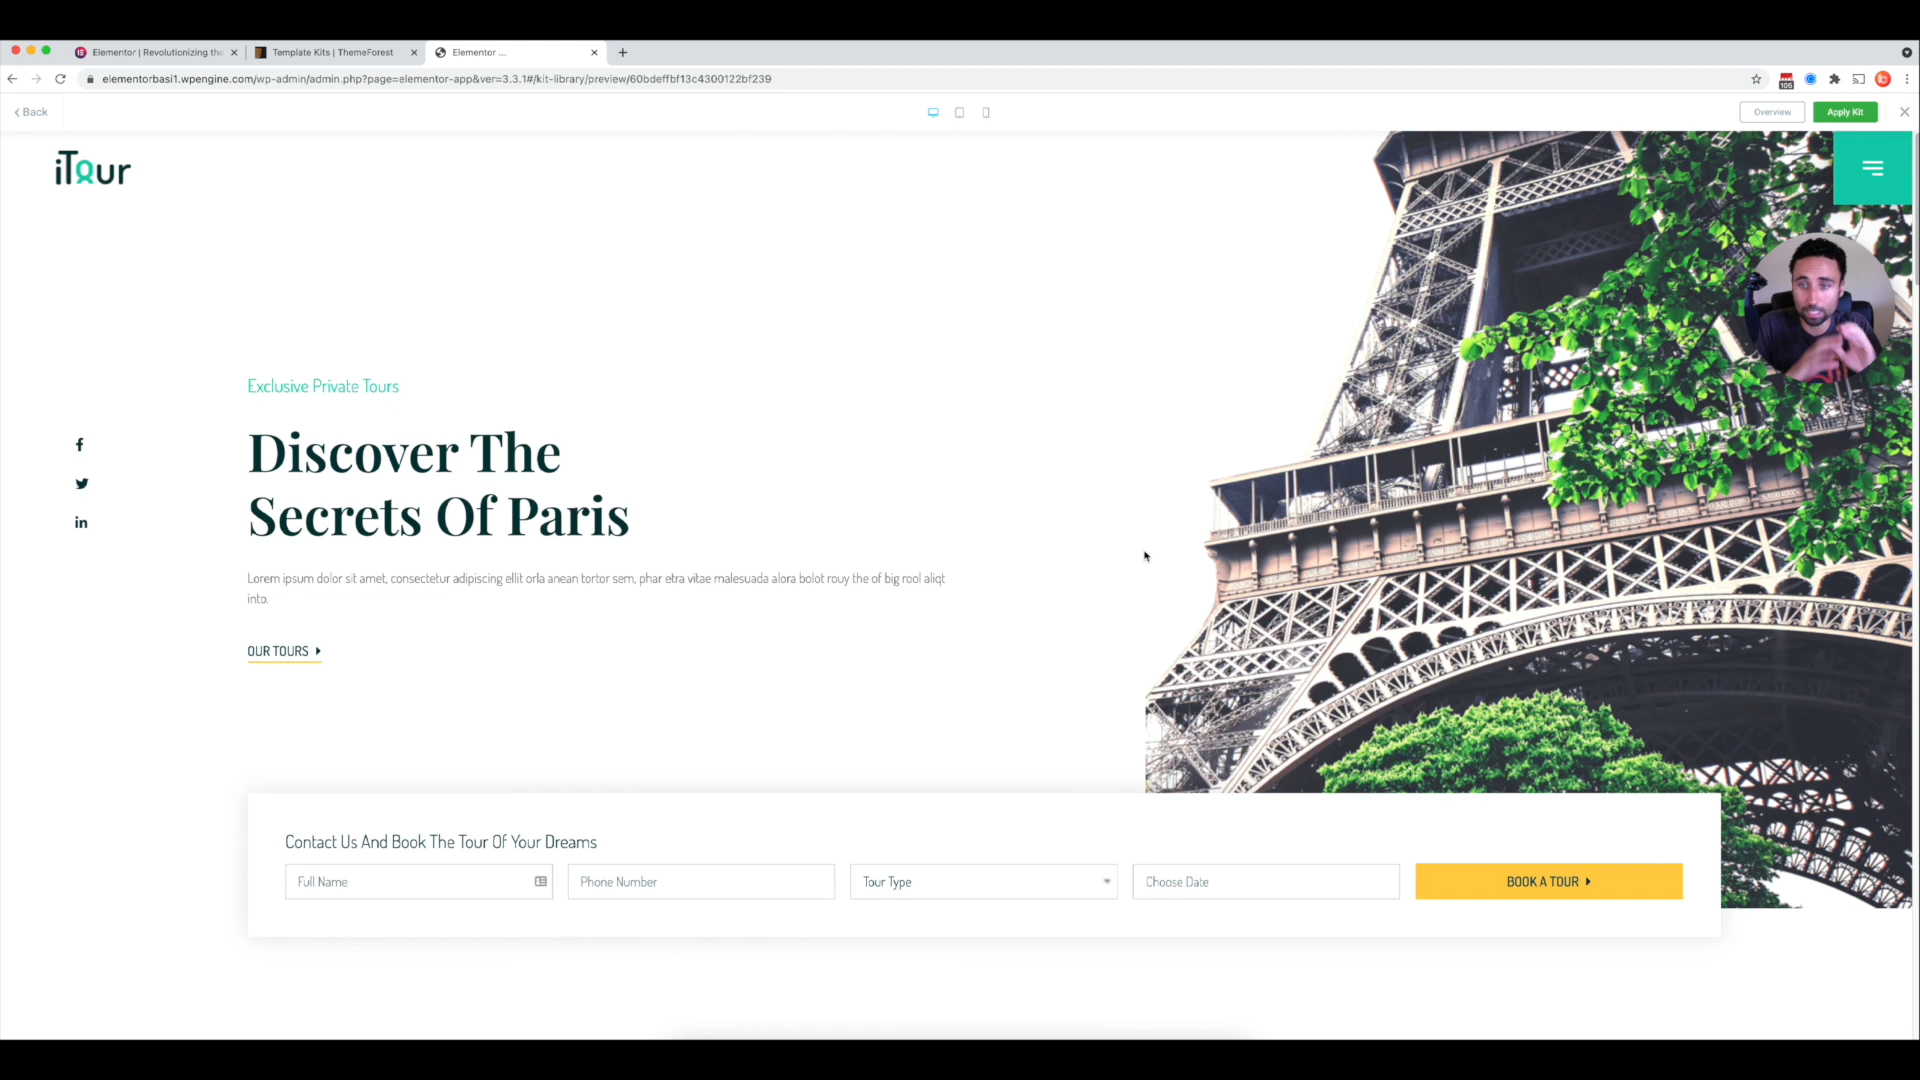 Elementor | Revolutionizing the
Template Kits | ThemeForest
Elementor ...
elementorbasi1.wpengine.com/wp-admin/admin.php?page=elementor-app&ver=3.3.1#/kit-library/preview/60bdeffbf13c4300122bf239
105
Back
Overview
Apply Kit
iTour
Exclusive Private Tours
Discover The
Secrets Of Paris
Lorem ipsum dolor sit amet, consectetur adipiscing ellit orla anean tortor sem, phar etra vitae malesuada alora bolot rouy the of big rool aliqt
into.
OUR TOURS
Contact Us And Book The Tour Of Your Dreams
Full Name
Phone Number
Tour Type
Choose Date
BOOK A TOUR